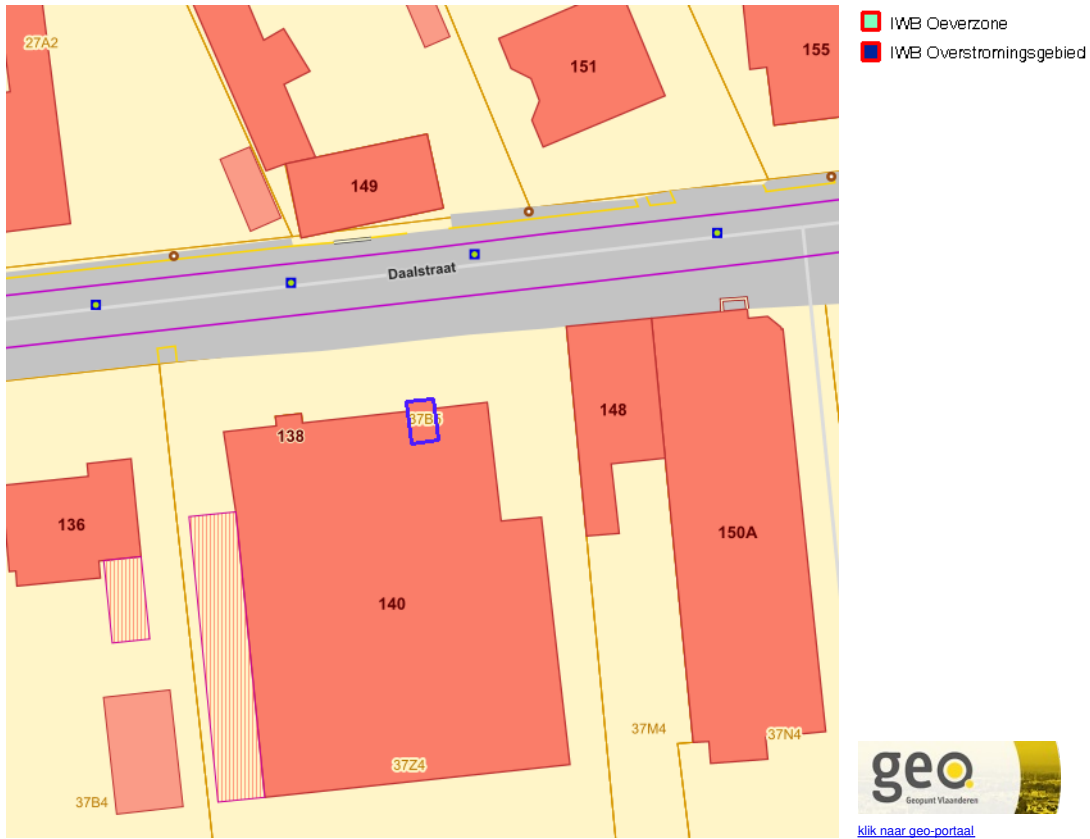 27A2
151
155
149
Daalstraat
37B5
138
148
136
150A
140
37M4
37N4
37Z4
37B4
IWB Oeverzone
IWB Overstromingsgebied
geo.
Geopunt Vlaanderen
klik naar geo-portaal